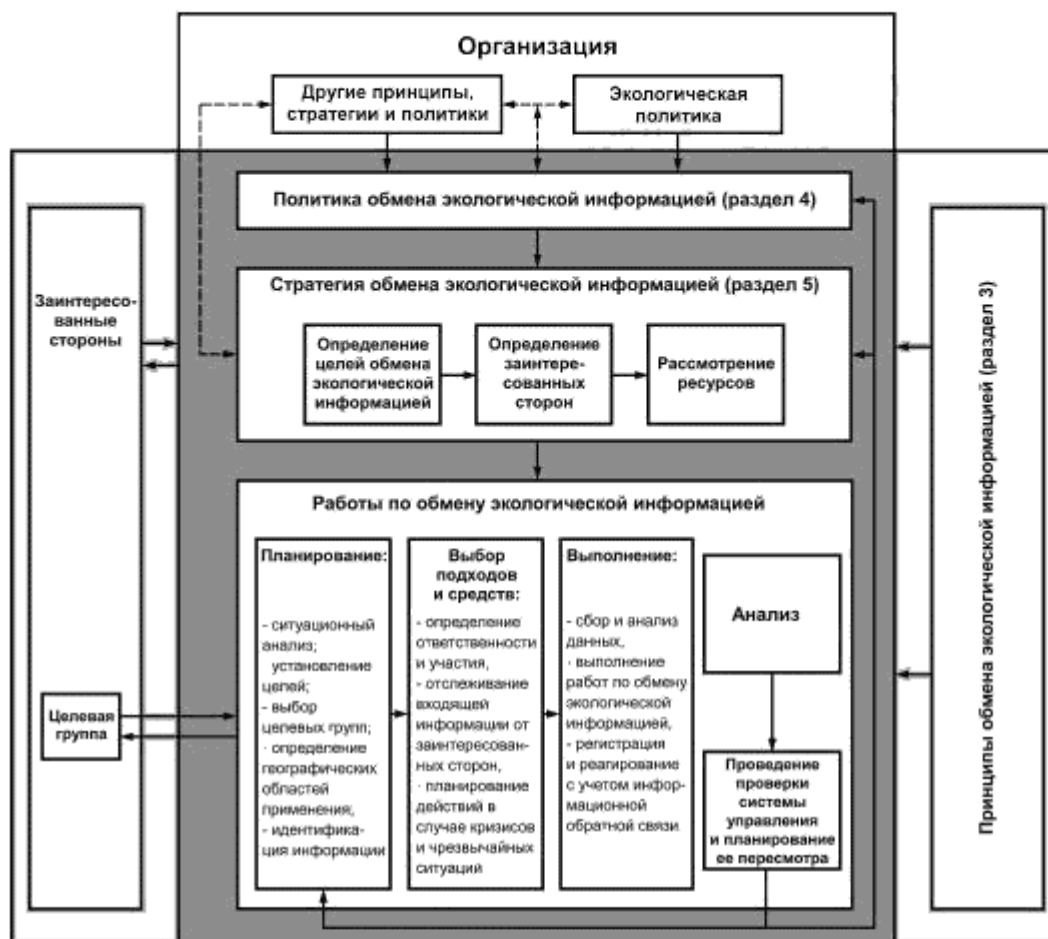 Организация
Другие принципы,
стратегии и политики
Экологическая
политика
Политика обмена экологической информацией (раздел 4)
Стратегия обмена экологической информацией (раздел 5)
Заинтересо-
ванные
стороны
Определение
целей обмена
экологической
информацией
Определение
заинтере-
сованных
сторон
Рассмотрение
ресурсов
Принципы обмена экологической информацией (раздел 3)
Работы по обмену экологической информацией
Планирование:
- ситуационный
анализ;
установление
целей;
- выбор
целевых групп;
· определение
географических
областей
применения;
- идентифика-
ция информации
Выбор
подходов
и средств:
- определение
ответственности
и участия,
- отслеживание
входящей
информации от
заинтересован-
ных сторон,
· планирование
действий в
случае кризисов
и чрезвычайных
ситуаций
Выполнение:
- сбор и анализ
данных,
· выполнение
работ по обмену
экологической
информацией,
- регистрация
и реагирование
с учетом инфор-
мационной
обратной связи
Анализ
Проведение
проверки
системы
управления
и планирование
ее пересмотра
Целевая
группа